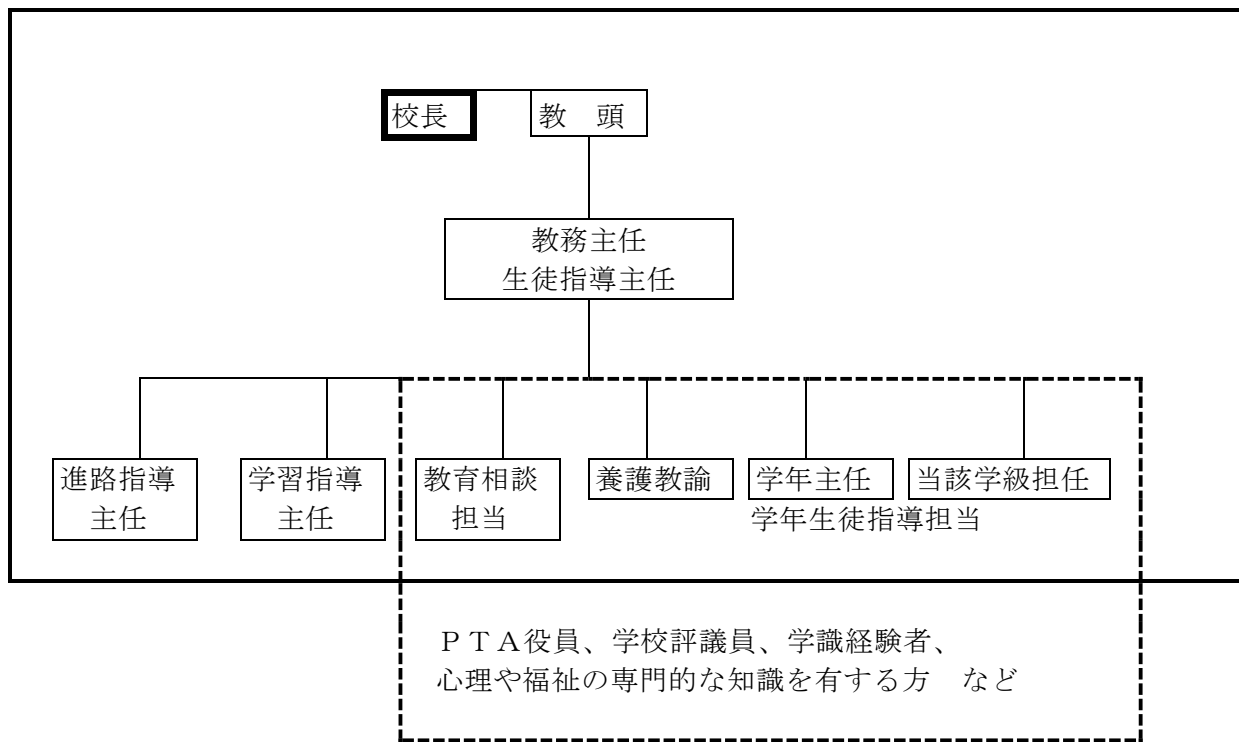 校長
教　頭
教務主任
生徒指導主任
進路指導
主任
学習指導
主任
教育相談
担当
養護教諭
学年主任
当該学級担任
学年生徒指導担当
ＰＴＡ役員、学校評議員、学識経験者、
心理や福祉の専門的な知識を有する方　など